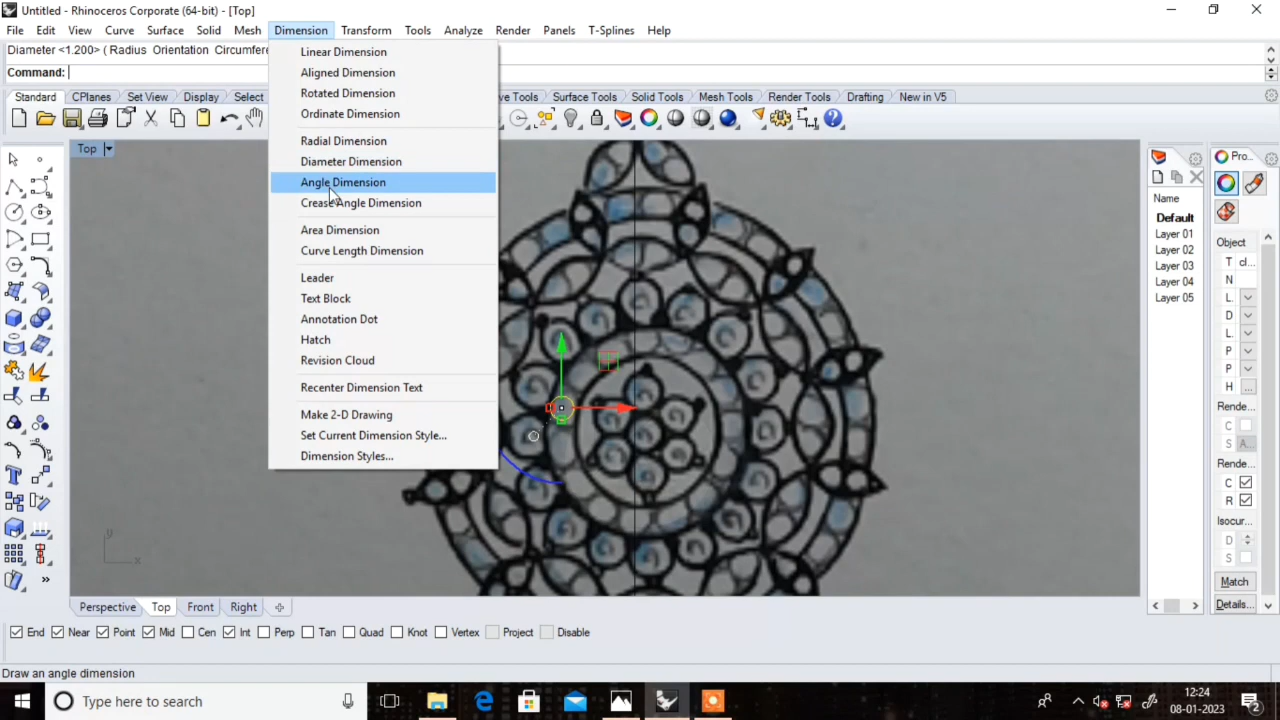 Untitled - Rhinoceros Corporate (64-bit) - [Top]
File Edit View Curve Surface Solid Mesh Dimension Transform Tools Analyze Render Panels T-Splines Help
Diameter <1.200> ( Radius Orientation Circumfere
Command:
Standard CPlanes Set View Display Select ve Tools Surface Tools Solid Tools Mesh Tools Render Tools Drafting New in V5
Linear Dimension
Aligned Dimension
Rotated Dimension
Ordinate Dimension
Radial Dimension
Diameter Dimension
Angle Dimension
Crease Angle Dimension
Area Dimension
Curve Length Dimension
Leader
Text Block
Annotation Dot
Hatch
Revision Cloud
Recenter Dimension Text
Make 2-D Drawing
Set Current Dimension Style...
Dimension Styles...
Top
y
x
Name
Default
Layer 01
Layer 02
Layer 03
Layer 04
Layer 05
Pro...
Object
T cl...
N
L.
D
L.
P
P
H ...
Rende...
C
S A...
Rende...
C
R
Isocur...
D
S
Match
Details...
Perspective Top Front Right
End Near Point Mid Cen Int Perp Tan Quad Knot Vertex Project Disable
Draw an angle dimension
Type here to search
12:24
08-01-2023
2